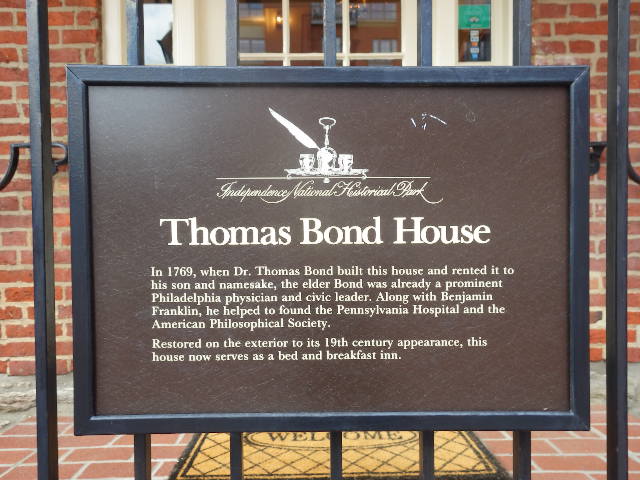 Independence National Historical Park
Thomas Bond House
In 1769, when Dr. Thomas Bond built this house and rented it to
his son and namesake, the elder Bond was already a prominent
Philadelphia physician and civic leader. Along with Benjamin
Franklin, he helped to found the Pennsylvania Hospital and the
American Philosophical Society.
Restored on the exterior to its 19th century appearance, this
house now serves as a bed and breakfast inn.
WELCOME